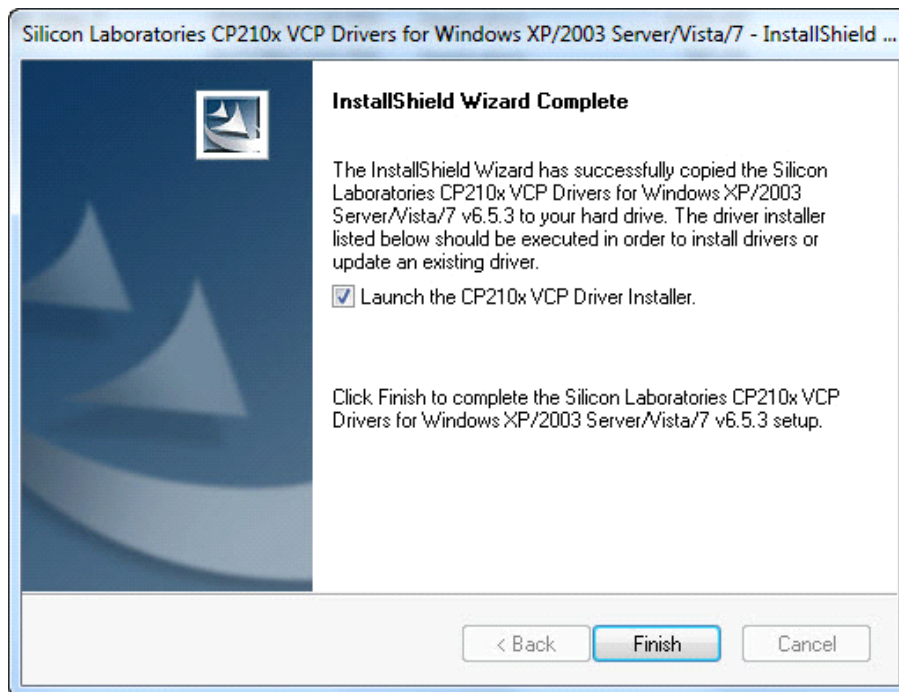 Silicon Laboratories CP210x VCP Drivers for Windows XP/2003 Server/Vista/7 - InstallShield ...
InstallShield Wizard Complete
The InstallShield Wizard has successfully copied the Silicon
Laboratories CP210x VCP Drivers for Windows XP/2003
Server/Vista/7 v6.5.3 to your hard drive. The driver installer
listed below should be executed in order to install drivers or
update an existing driver.
Launch the CP210x VCP Driver Installer.
Click Finish to complete the Silicon Laboratories CP210x VCP
Drivers for Windows XP/2003 Server/Vista/7 v6.5.3 setup.
< Back
Finish
Cancel